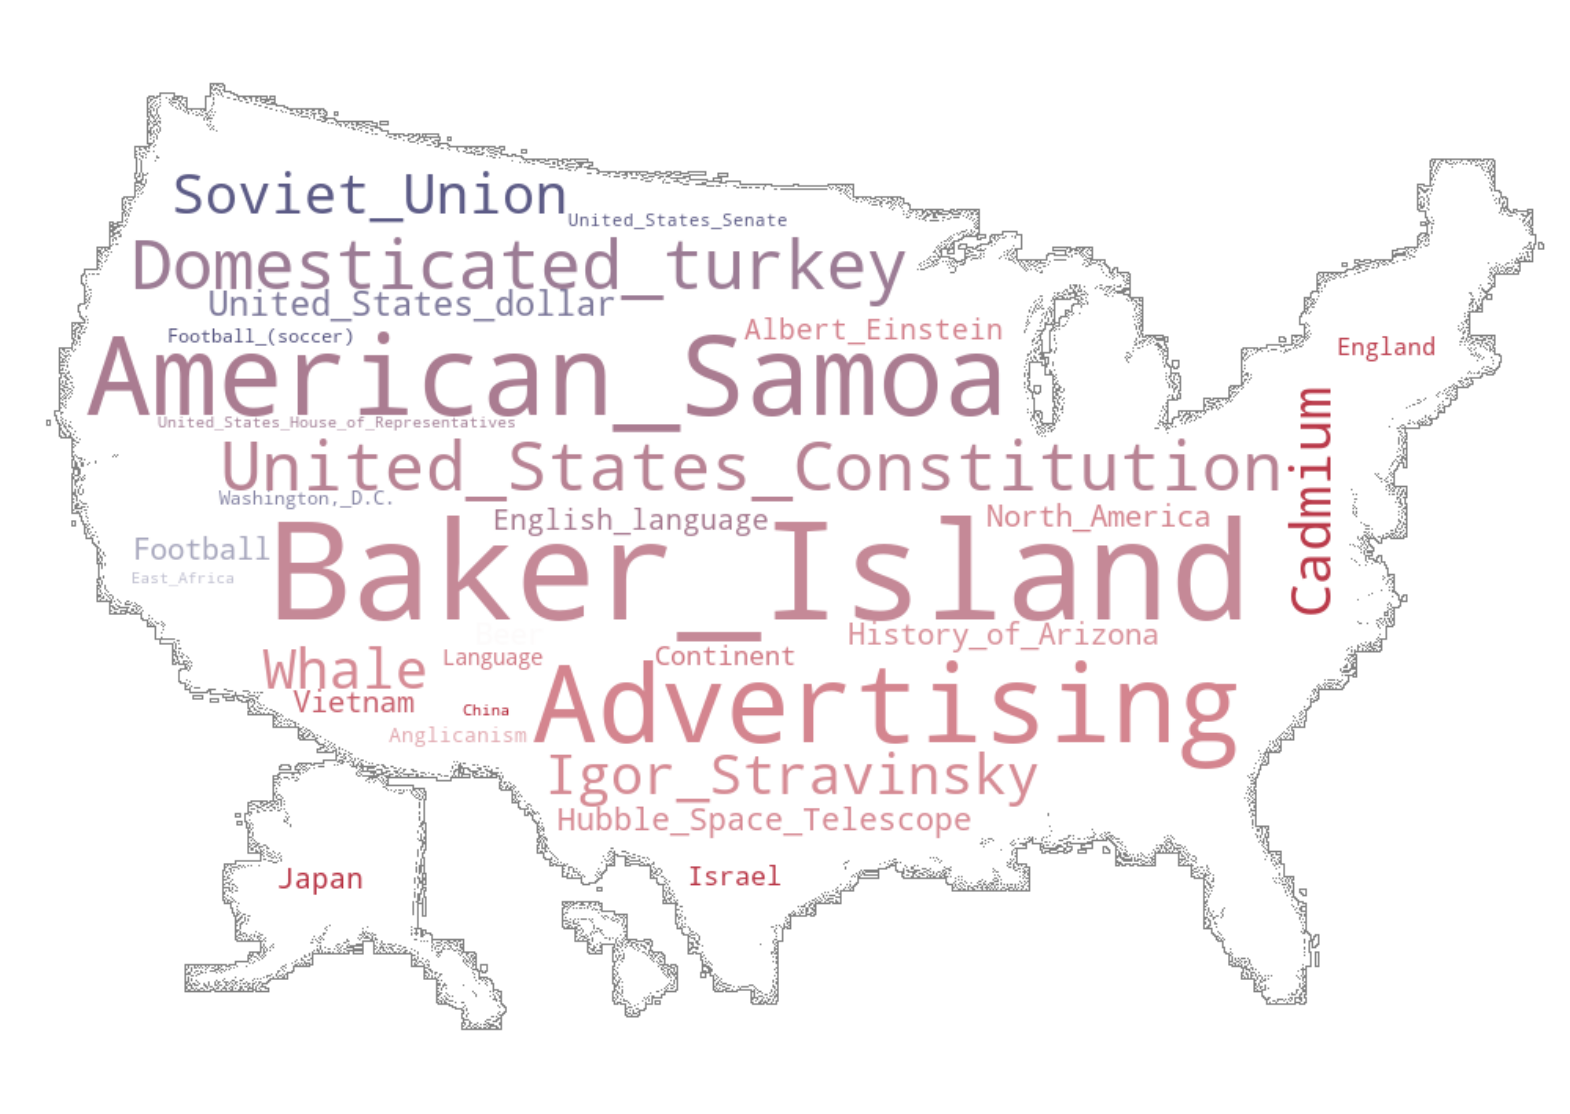 Soviet_Union
United_States_Senate
Domesticated_turkey
United_States_dollar
Football_(soccer)
Albert_Einstein
England
American_Samoa
United_States_House_of_Representatives
United_States_Constitution
Cadmium
Washington,_D.C.
English_language
North_America
Football
East_Africa
Baker_Island
History_of_Arizona
Whale
Language
Continent
Vietnam
China
Advertising
Anglicanism
Igor_Stravinsky
Hubble_Space_Telescope
Japan
Israel